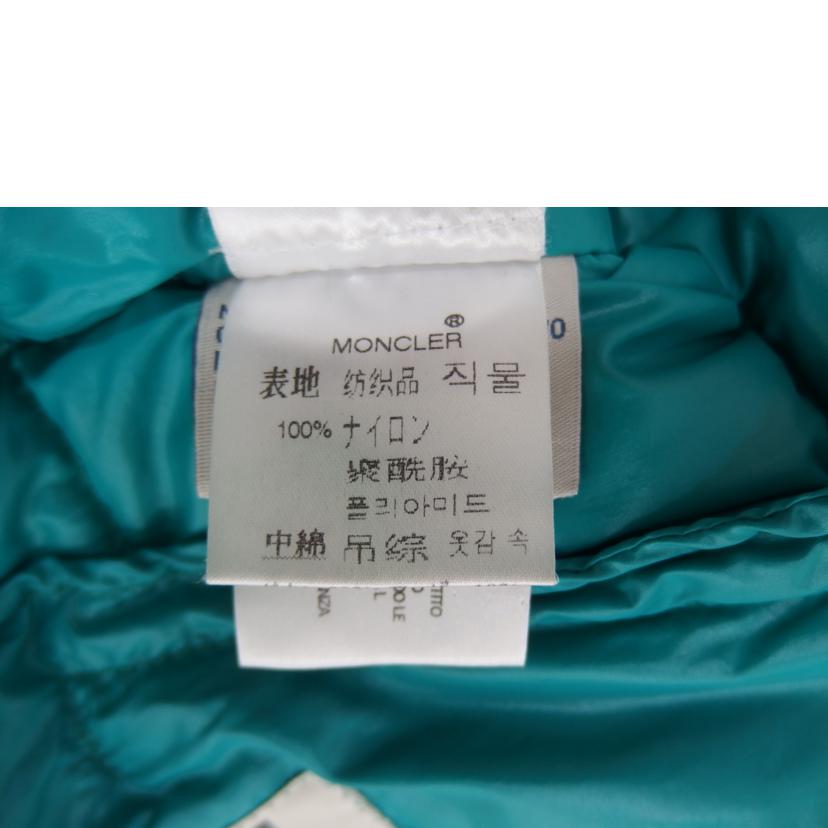 MONCLER®
表地 纺织品 직물
100% ナイロン
聚酰胺
폴리아미드
中綿 吊综 옷감 속